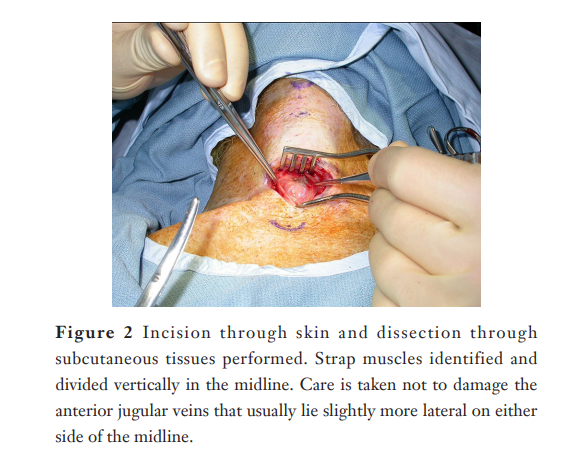 Figure 2 Incision through skin and dissection through
subcutaneous tissues performed. Strap muscles identified and
divided vertically in the midline. Care is taken not to damage the
anterior jugular veins that usually lie slightly more lateral on either
side of the midline.